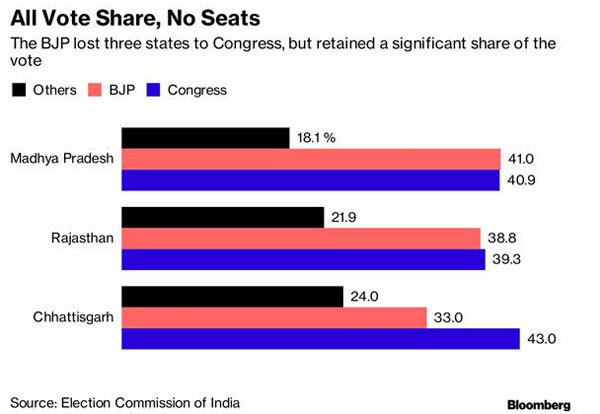 All Vote Share, No Seats
The BJP lost three states to Congress, but retained a significant share of the
vote
Others BJP Congress
18.1 %
Madhya Pradesh 41.0
40.9
21.9
Rajasthan 38.8
39.3
24.0
Chhattisgarh 33.0
43.0
Source: Election Commission of India Bloomberg